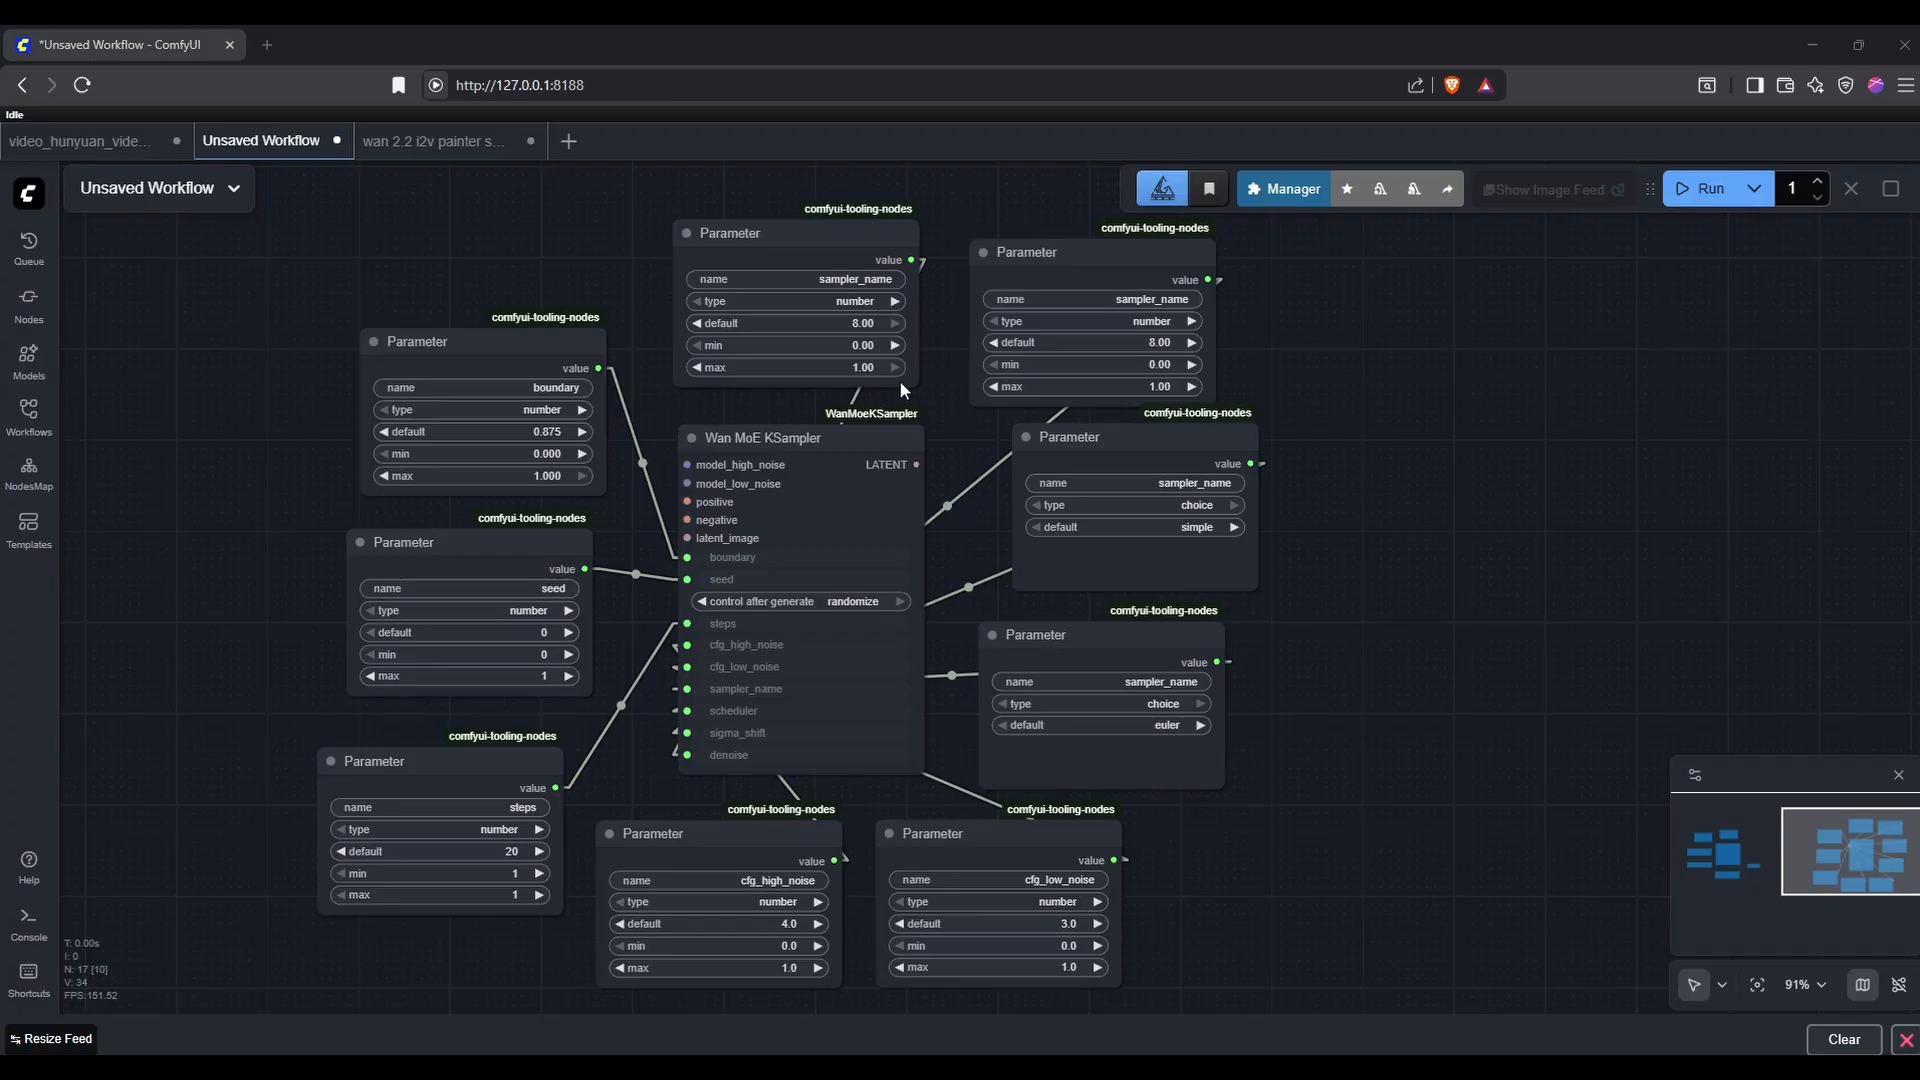 *Unsaved Workflow - ComfyUI
http://127.0.0.1:8188
Idle
video_hunyuan_vide...
Unsaved Workflow
wan 2.2 i2v painter s...
Unsaved Workflow
Manager
Show Image Feed
Run
1
Queue
Nodes
Models
Workflows
NodesMap
Templates
Help
Console
Shortcuts
comfyui-tooling-nodes
Parameter
value
name sampler_name
type number
default 8.00
min 0.00
max 1.00
comfyui-tooling-nodes
Parameter
value
name sampler_name
type number
default 8.00
min 0.00
max 1.00
comfyui-tooling-nodes
Parameter
value
name boundary
type number
default 0.875
min 0.000
max 1.000
WanMoeKSampler
Wan MoE KSampler
model_high_noise LATENT
model_low_noise
positive
negative
latent_image
boundary
seed
control after generate randomize
steps
cfg_high_noise
cfg_low_noise
sampler_name
scheduler
sigma_shift
denoise
comfyui-tooling-nodes
Parameter
value
name sampler_name
type choice
default simple
comfyui-tooling-nodes
Parameter
value
name seed
type number
default 0
min 0
max 1
comfyui-tooling-nodes
Parameter
value
name sampler_name
type choice
default euler
comfyui-tooling-nodes
Parameter
value
name steps
type number
default 20
min 1
max 1
comfyui-tooling-nodes
Parameter
value
name cfg_high_noise
type number
default 4.0
min 0.0
max 1.0
comfyui-tooling-nodes
Parameter
value
name cfg_low_noise
type number
default 3.0
min 0.0
max 1.0
T: 0.00s
I: 0
N: 17 [10]
V: 34
FPS:151.52
91%
Resize Feed
Clear